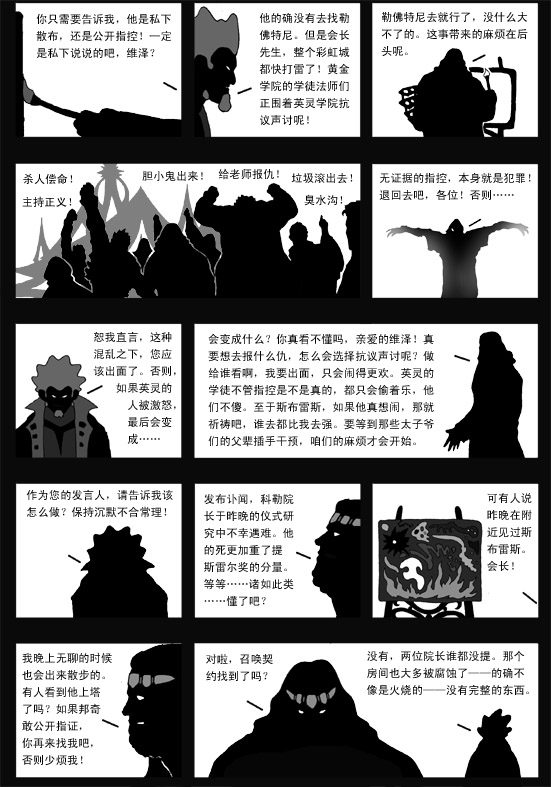 你只需要告诉我，他是私下
散布，还是公开指控！一定
是私下说说的吧，维泽？
他的确没有去找勒
佛特尼。但是会长
先生，整个彩虹城
都快打雷了！黄金
学院的学徒法师们
正围着英灵学院抗
议声讨呢！
勒佛特尼去就行了，没什么大
不了的。这事带来的麻烦在后
头呢。
杀人偿命！
主持正义！
胆小鬼出来！
给老师报仇！
垃圾滚出去！
臭水沟！
无证据的指控，本身就是犯罪！
退回去吧，各位！否则……
恕我直言，这种
混乱之下，您应
该出面了。否则，
如果英灵的
人被激怒，
最后会变
成……
会变成什么？你真看不懂吗，亲爱的维泽！真
要想去报什么仇，怎么会选择抗议声讨呢？做
给谁看啊，我要出面，只会闹得更欢。英灵的
学徒不管指控是不是真的，都只会偷着乐，他
们不傻。至于斯布雷斯，如果他真想闹，那就
祈祷吧，谁去都比我去强。要等到那些太子爷
们的父辈插手干预，咱们的麻烦才会开始。
作为您的发言人，请告诉我该
怎么做？保持沉默不合常理！
发布讣闻，科勒院
长于昨晚的仪式研
究中不幸遇难。他
的死更加重了提
斯雷尔奖的分量。
等等……诸如此类
……懂了吧？
可有人说
昨晚在附
近见过斯
布雷斯。
会长！
我晚上无聊的时候
也会出来散步的。
有人看到他上塔
了吗？如果邦奇
敢公开指证，
你再来找我吧，
否则少烦我！
对啦，召唤契
约找到了吗？
没有，两位院长谁都没提。那个
房间也大多被腐蚀了——的确不
像是火烧的——没有完整的东西。